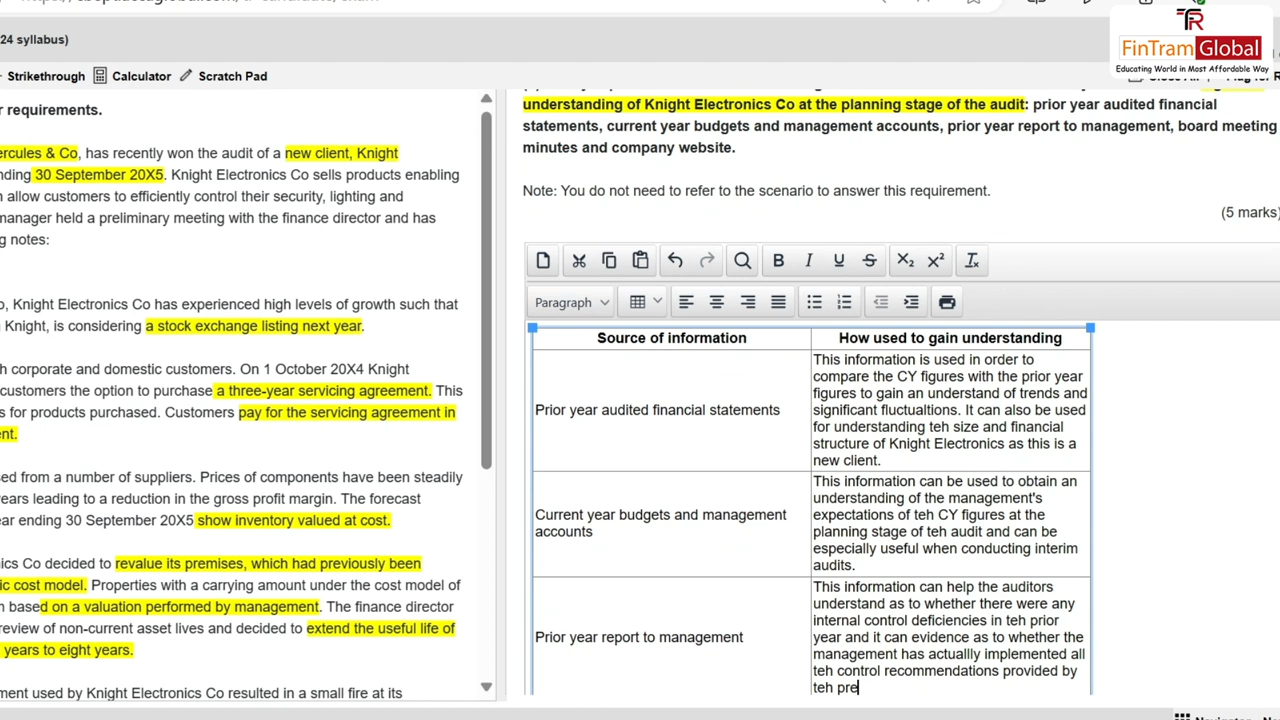 24 syllabus)
FinTram Global
Educating World in Most Affordable Way
Strikethrough Calculator Scratch Pad
r requirements.
ercules & Co, has recently won the audit of a new client, Knight
nding 30 September 20X5. Knight Electronics Co sells products enabling
n allow customers to efficiently control their security, lighting and
manager held a preliminary meeting with the finance director and has
g notes:
o, Knight Electronics Co has experienced high levels of growth such that
Knight, is considering a stock exchange listing next year.
h corporate and domestic customers. On 1 October 20X4 Knight
customers the option to purchase a three-year servicing agreement. This
s for products purchased. Customers pay for the servicing agreement in
nt.
sed from a number of suppliers. Prices of components have been steadily
ears leading to a reduction in the gross profit margin. The forecast
ar ending 30 September 20X5 show inventory valued at cost.
ics Co decided to revalue its premises, which had previously been
ic cost model. Properties with a carrying amount under the cost model of
n based on a valuation performed by management. The finance director
review of non-current asset lives and decided to extend the useful life of
years to eight years.
ment used by Knight Electronics Co resulted in a small fire at its
understanding of Knight Electronics Co at the planning stage of the audit: prior year audited financial
statements, current year budgets and management accounts, prior year report to management, board meeting
minutes and company website.
Note: You do not need to refer to the scenario to answer this requirement.
(5 marks)
Paragraph
Source of information
How used to gain understanding
Prior year audited financial statements
This information is used in order to
compare the CY figures with the prior year
figures to gain an understand of trends and
significant fluctualtions. It can also be used
for understanding teh size and financial
structure of Knight Electronics as this is a
new client.
Current year budgets and management
accounts
This information can be used to obtain an
understanding of the management's
expectations of teh CY figures at the
planning stage of teh audit and can be
especially useful when conducting interim
audits.
Prior year report to management
This information can help the auditors
understand as to whether there were any
internal control deficiencies in teh prior
year and it can evidence as to whether the
management has actuallly implemented all
teh control recommendations provided by
teh pre